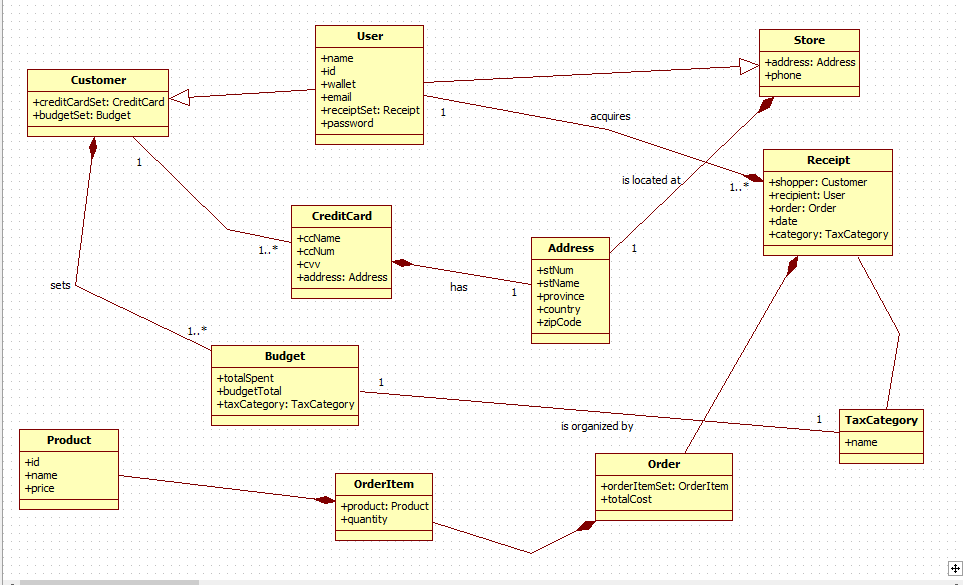 User
+name
+id
+wallet
+email
+receiptSet: Receipt
+password
Store
+address: Address
+phone
Customer
+creditCardSet: CreditCard
+budgetSet: Budget
1
acquires
1..*
Receipt
+shopper: Customer
+recipient: User
+order: Order
+date
+category: TaxCategory
1
1..*
is located at
1
CreditCard
+ccName
+ccNum
+cvv
+address: Address
has
1
Address
+stNum
+stName
+province
+country
+zipCode
sets
1..*
Budget
+totalSpent
+budgetTotal
+taxCategory: TaxCategory
1
is organized by
1
TaxCategory
+name
Product
+id
+name
+price
OrderItem
+product: Product
+quantity
Order
+orderItemSet: OrderItem
+totalCost